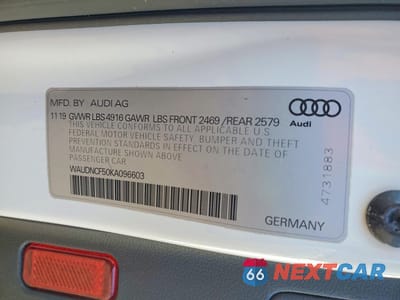 MFD. BY AUDI AG
11 19 GVWR LBS 4916 GAWR LBS FRONT 2469 /REAR 2579
THIS VEHICLE CONFORMS TO ALL APPLICABLE U.S.
FEDERAL MOTOR VEHICLE SAFETY, BUMPER AND THEFT
PREVENTION STANDARDS IN EFFECT ON THE DATE OF
MANUFACTURE SHOWN ABOVE
PASSENGER CAR
WAUDNCF50KA096603
Audi
4731883
GERMANY
66 NEXTCAR